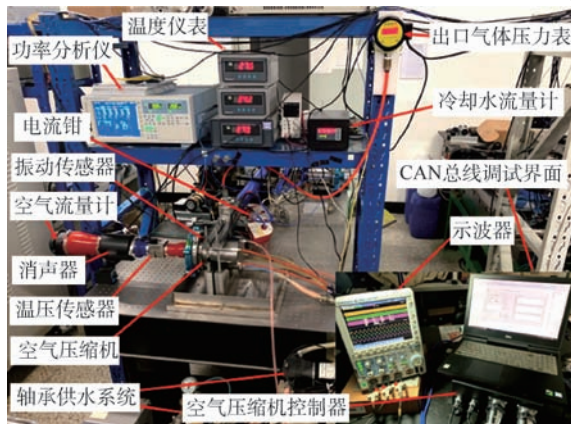 温度仪表
出口气体压力表
功率分析仪
冷却水流量计
电流钳
振动传感器
CAN总线调试界面
空气流量计
示波器
消声器
温压传感器
空气压缩机
轴承供水系统
空气压缩机控制器